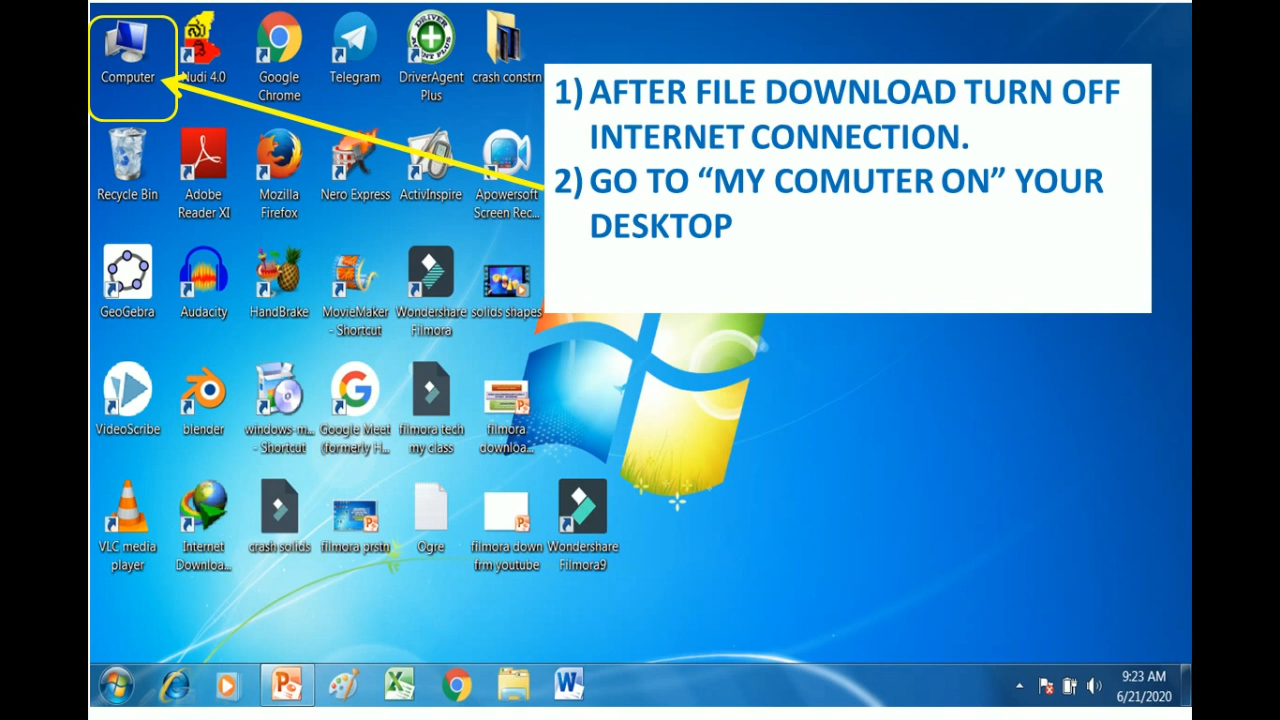 Computer
ನು
ಡಿ
Nudi 4.0
Google
Chrome
Telegram
DRIVER
AGENT PLUS
DriverAgent
Plus
crash constrn
1) AFTER FILE DOWNLOAD TURN OFF
INTERNET CONNECTION.
2) GO TO “MY COMUTER ON” YOUR
DESKTOP
Recycle Bin
Adobe
Reader XI
Mozilla
Firefox
Nero Express
ActivInspire
Apowersoft
Screen Rec...
GeoGebra
Audacity
HandBrake
MovieMaker
- Shortcut
Wondershare
Filmora
solids shapes
VideoScribe
blender
windows-m...
- Shortcut
Google Meet
(formerly H...
filmora tech
my class
filmora
downloa...
VLC media
player
Internet
Downloa...
crash solids
filmora prstn
Ogre
filmora down
frm youtube
Wondershare
Filmora9
9:23 AM
6/21/2020